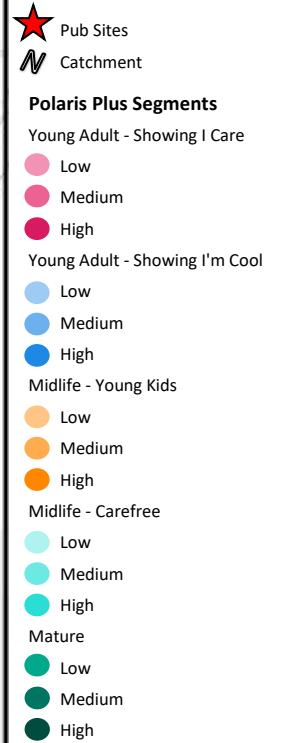 Pub Sites
Catchment
Polaris Plus Segments
Young Adult - Showing I Care
Low
Medium
High
Young Adult - Showing I'm Cool
Low
Medium
High
Midlife - Young Kids
Low
Medium
High
Midlife - Carefree
Low
Medium
High
Mature
Low
Medium
High